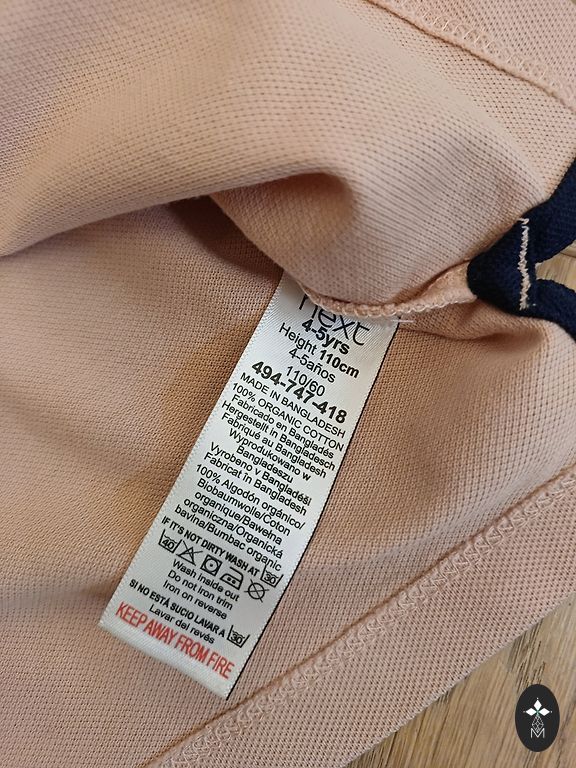 next
4-5yrs
Height 110cm
4-5años
110/60
494-747-418
MADE IN BANGLADESH
100% ORGANIC COTTON
Fabricado en Bangladés
Hergestellt in Bangladesch
Fabriqué au Bangladesh
Wyprodukowano w
Bangladeszu
Vyrobeno v Bangladéši
Fabricat în Bangladesh
100% Algodón orgánico/
Biobaumwolle/Coton
organique/Bawełna
organiczna/Organická
bavlna/Bumbac organic
IF IT'S NOT DIRTY WASH AT 30
40
Wash inside out
Do not iron trim
Iron on reverse
SI NO ESTÁ SUCIO LAVAR A 30
Lavar del revés
KEEP AWAY FROM FIRE
M